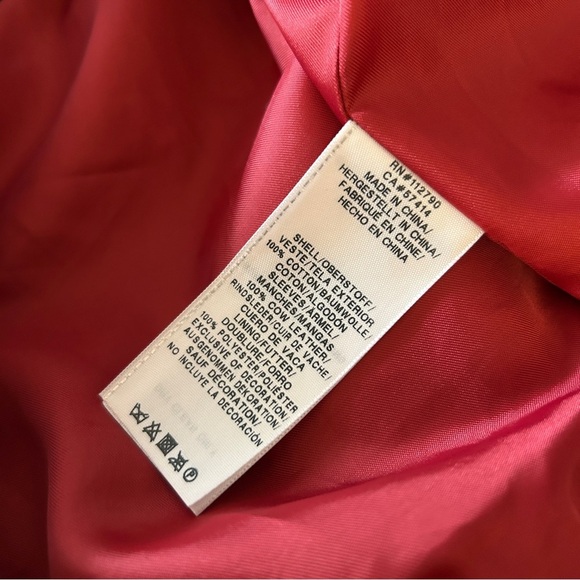 RN#112790
CA#57414
MADE IN CHINA/
HERGESTELLT IN CHINA/
FABRIQUÉ EN CHINE/
HECHO EN CHINA
SHELL/OBERSTOFF/
VESTE/TELA EXTERIOR
100% COTTON/BAUMWOLLE/
COTON/ALGODÓN
SLEEVES/ÄRMEL/
MANCHES/MANGAS
100% COW LEATHER/
RINDSLEDER/CUIR DE VACHE/
CUERO DE VACA
LINING/FUTTER/
DOUBLURE/FORRO
100% POLYESTER/POLIÉSTER
EXCLUSIVE OF DECORATION/
AUSGENOMMEN DEKORATION/
SAUF DÉCORATION/
NO INCLUYE LA DECORACIÓN